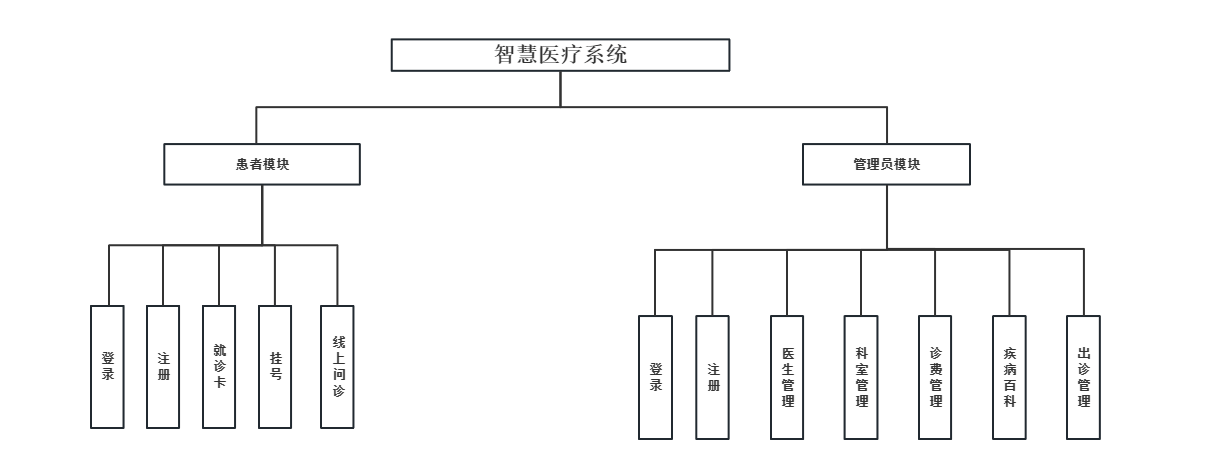 智慧医疗系统
患者模块
管理员模块
登录
注册
就诊卡
挂号
线上问诊
登录
注册
医生管理
科室管理
诊费管理
疾病百科
出诊管理